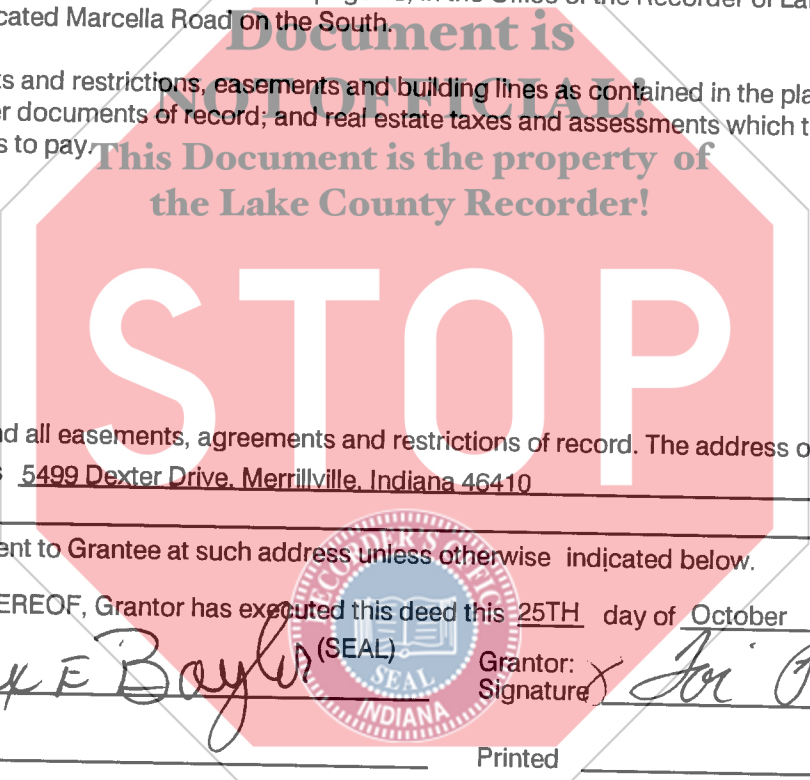 cated Marcella Road on the South.
Document is
NOT OFFICIAL!
s and restrictions, easements and building lines as contained in the pla
r documents of record; and real estate taxes and assessments which t
s to pay.
This Document is the property of
the Lake County Recorder!
STOP
d all easements, agreements and restrictions of record. The address o
s 5499 Dexter Drive, Merrillville, Indiana 46410
ent to Grantee at such address unless otherwise indicated below.
EREOF, Grantor has executed this deed this 25TH day of October
E Bayler (SEAL)
Grantor:
Signature
RECORDER'S OFFICE
SEAL
INDIANA
Printed